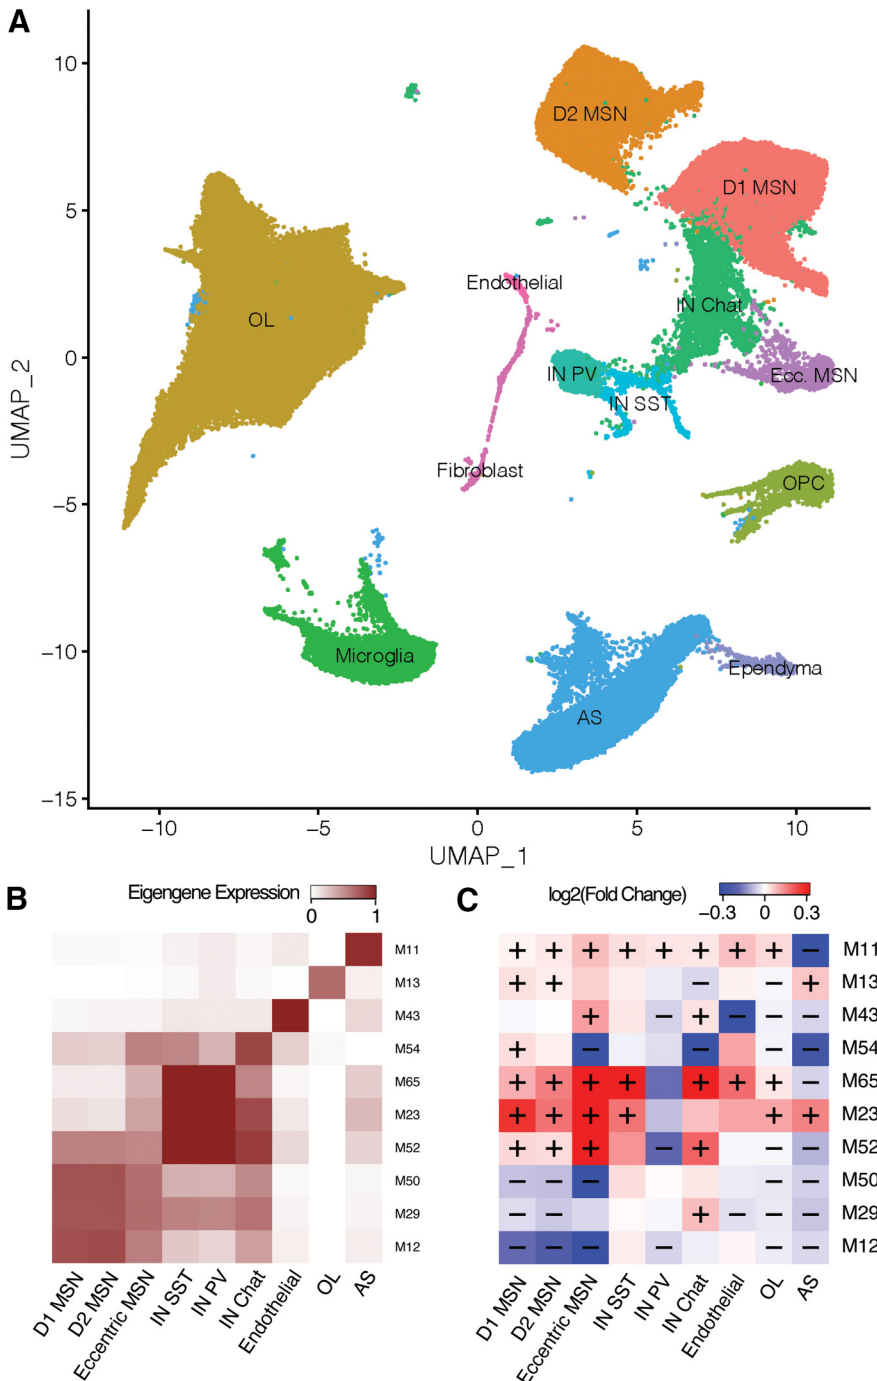 A
10
5
0
−5
−10
−15
UMAP_2
D2 MSN
D1 MSN
Endothelial
IN Chat
OL
IN PV
Ecc. MSN
IN SST
Fibroblast
OPC
Microglia
Ependyma
AS
−10
−5
0
5
10
UMAP_1
B
Eigengene Expression
0
1
M11
M13
M43
M54
M65
M23
M52
M50
M29
M12
D1 MSN
D2 MSN
Eccentric MSN
IN SST
IN PV
IN Chat
Endothelial
OL
AS
C
log2(Fold Change)
−0.3
0
0.3
+ + + + + + + + − M11
+ + − − + M13
+ − + − − − M43
+ − − − − M54
+ + + + + + + − M65
+ + + + + + M23
+ + + − + − − M52
− − − − − M50
− − + − − − M29
− − − − − − M12
D1 MSN
D2 MSN
Eccentric MSN
IN SST
IN PV
IN Chat
Endothelial
OL
AS